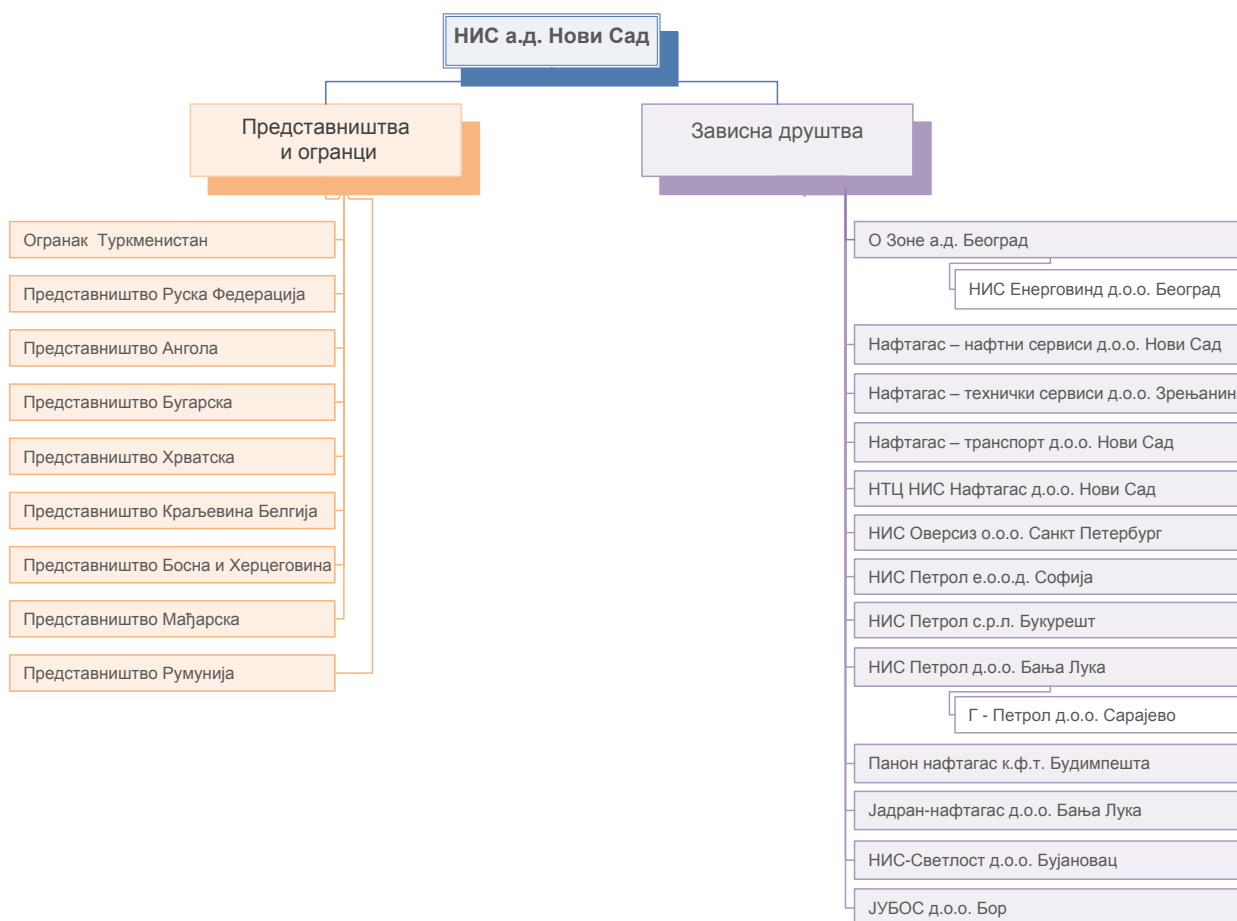 НИС а.д. Нови Сад
Представништва
и огранци
Зависна друштва
Огранак Туркменистан
Представништво Руска Федерација
Представништво Ангола
Представништво Бугарска
Представништво Хрватска
Представништво Краљевина Белгија
Представништво Босна и Херцеговина
Представништво Мађарска
Представништво Румунија
О Зоне а.д. Београд
НИС Енерговинд д.о.о. Београд
Нафтагас – нафтни сервиси д.о.о. Нови Сад
Нафтагас – технички сервиси д.о.о. Зрењанин
Нафтагас – транспорт д.о.о. Нови Сад
НТЦ НИС Нафтагас д.о.о. Нови Сад
НИС Оверсиз о.о.о. Санкт Петербург
НИС Петрол е.о.о.д. Софија
НИС Петрол с.р.л. Букурешт
НИС Петрол д.о.о. Бања Лука
Г - Петрол д.о.о. Сарајево
Панон нафтагас к.ф.т. Будимпешта
Јадран-нафтагас д.о.о. Бања Лука
НИС-Светлост д.о.о. Бујановац
ЈУБОС д.о.о. Бор